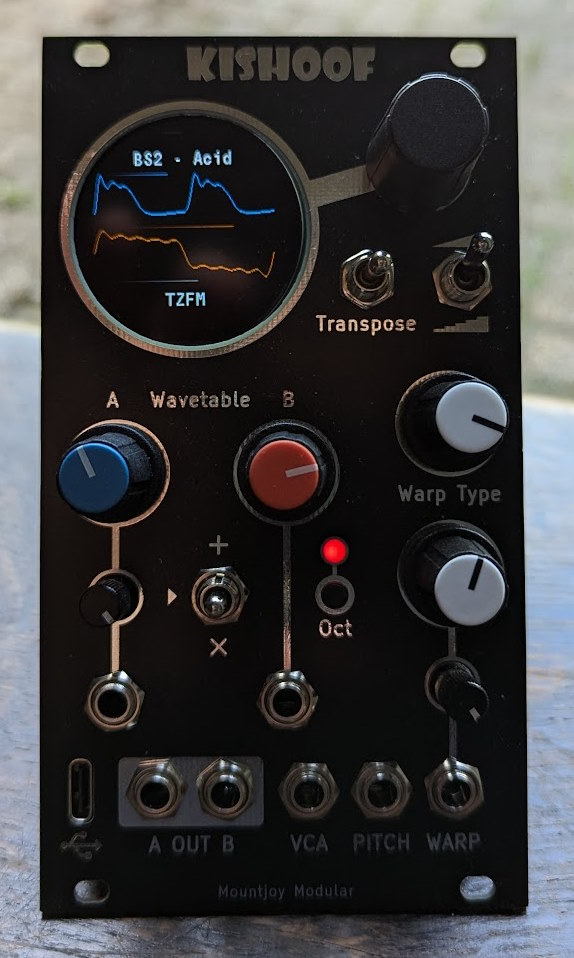 KISHOOF
BS2 - Acid
TZFM
Transpose
A Wavetable B
Warp Type
+
Oct
×
A OUT B VCA PITCH WARP
Mountjoy Modular